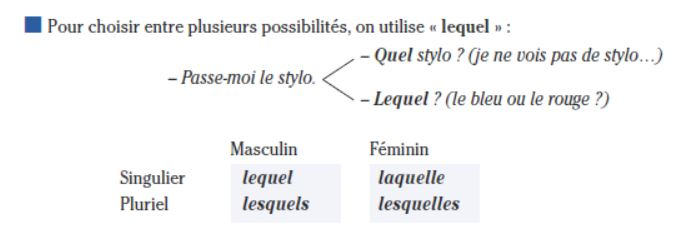 Pour choisir entre plusieurs possibilités, on utilise « lequel » :
– Quel stylo ? (je ne vois pas de stylo…)
– Passe-moi le stylo.
– Lequel ? (le bleu ou le rouge ?)
Masculin Féminin
Singulier lequel laquelle
Pluriel lesquels lesquelles